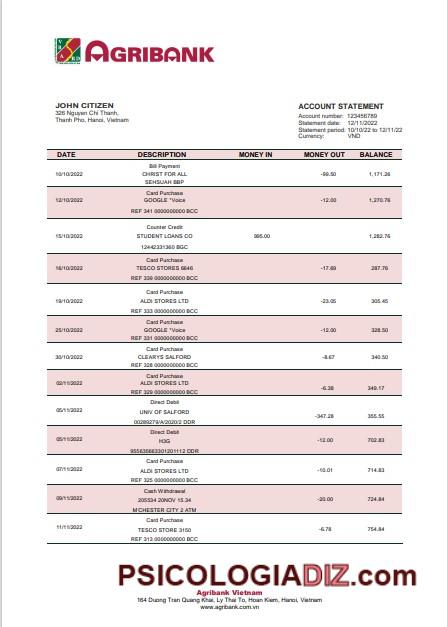 VBARD
AGRIBANK
JOHN CITIZEN
326 Nguyen Chi Thanh,
Thanh Pho, Hanoi, Vietnam
ACCOUNT STATEMENT
Account number: 123456789
Statement date: 12/11/2022
Statement period: 10/10/22 to 12/11/22
Currency: VND
DATE DESCRIPTION MONEY IN MONEY OUT BALANCE
Bill Payment
10/10/2022 CHRIST FOR ALL -99.50 1,171.26
SEHSUAH BBP
Card Purchase
12/10/2022 GOOGLE *Voice -12.00 1,270.76
REF 341 0000000000 BCC
Counter Credit
15/10/2022 STUDENT LOANS CO 995.00 1,282.76
12442331360 BGC
Card Purchase
16/10/2022 TESCO STORES 6646 -17.69 287.76
REF 339 0000000000 BCC
Card Purchase
19/10/2022 ALDI STORES LTD -23.05 305.45
REF 333 0000000000 BCC
Card Purchase
25/10/2022 GOOGLE *Voice -12.00 328.50
REF 331 0000000000 BCC
Card Purchase
30/10/2022 CLEARYS SALFORD -8.67 340.50
REF 328 0000000000 BCC
Card Purchase
02/11/2022 ALDI STORES LTD -6.38 349.17
REF 329 0000000000 BCC
Direct Debit
05/11/2022 UNIV OF SALFORD -347.28 355.55
00289279/A/2020/2 DDR
Direct Debit
05/11/2022 H3G -12.00 702.83
955635663301201112 DDR
Card Purchase
07/11/2022 ALDI STORES LTD -10.01 714.83
REF 325 0000000000 BCC
Cash Withdrawal
09/11/2022 205534 20NOV 15.34 -20.00 724.84
MCHESTER CITY 2 ATM
Card Purchase
11/11/2022 TESCO STORE 3150 -6.78 754.84
REF 313 0000000000 BCC
PSICOLOGIADIZ.com
Agribank Vietnam
164 Duong Tran Quang Khai, Ly Thai To, Hoan Kiem, Hanoi, Vietnam
www.agribank.com.vn